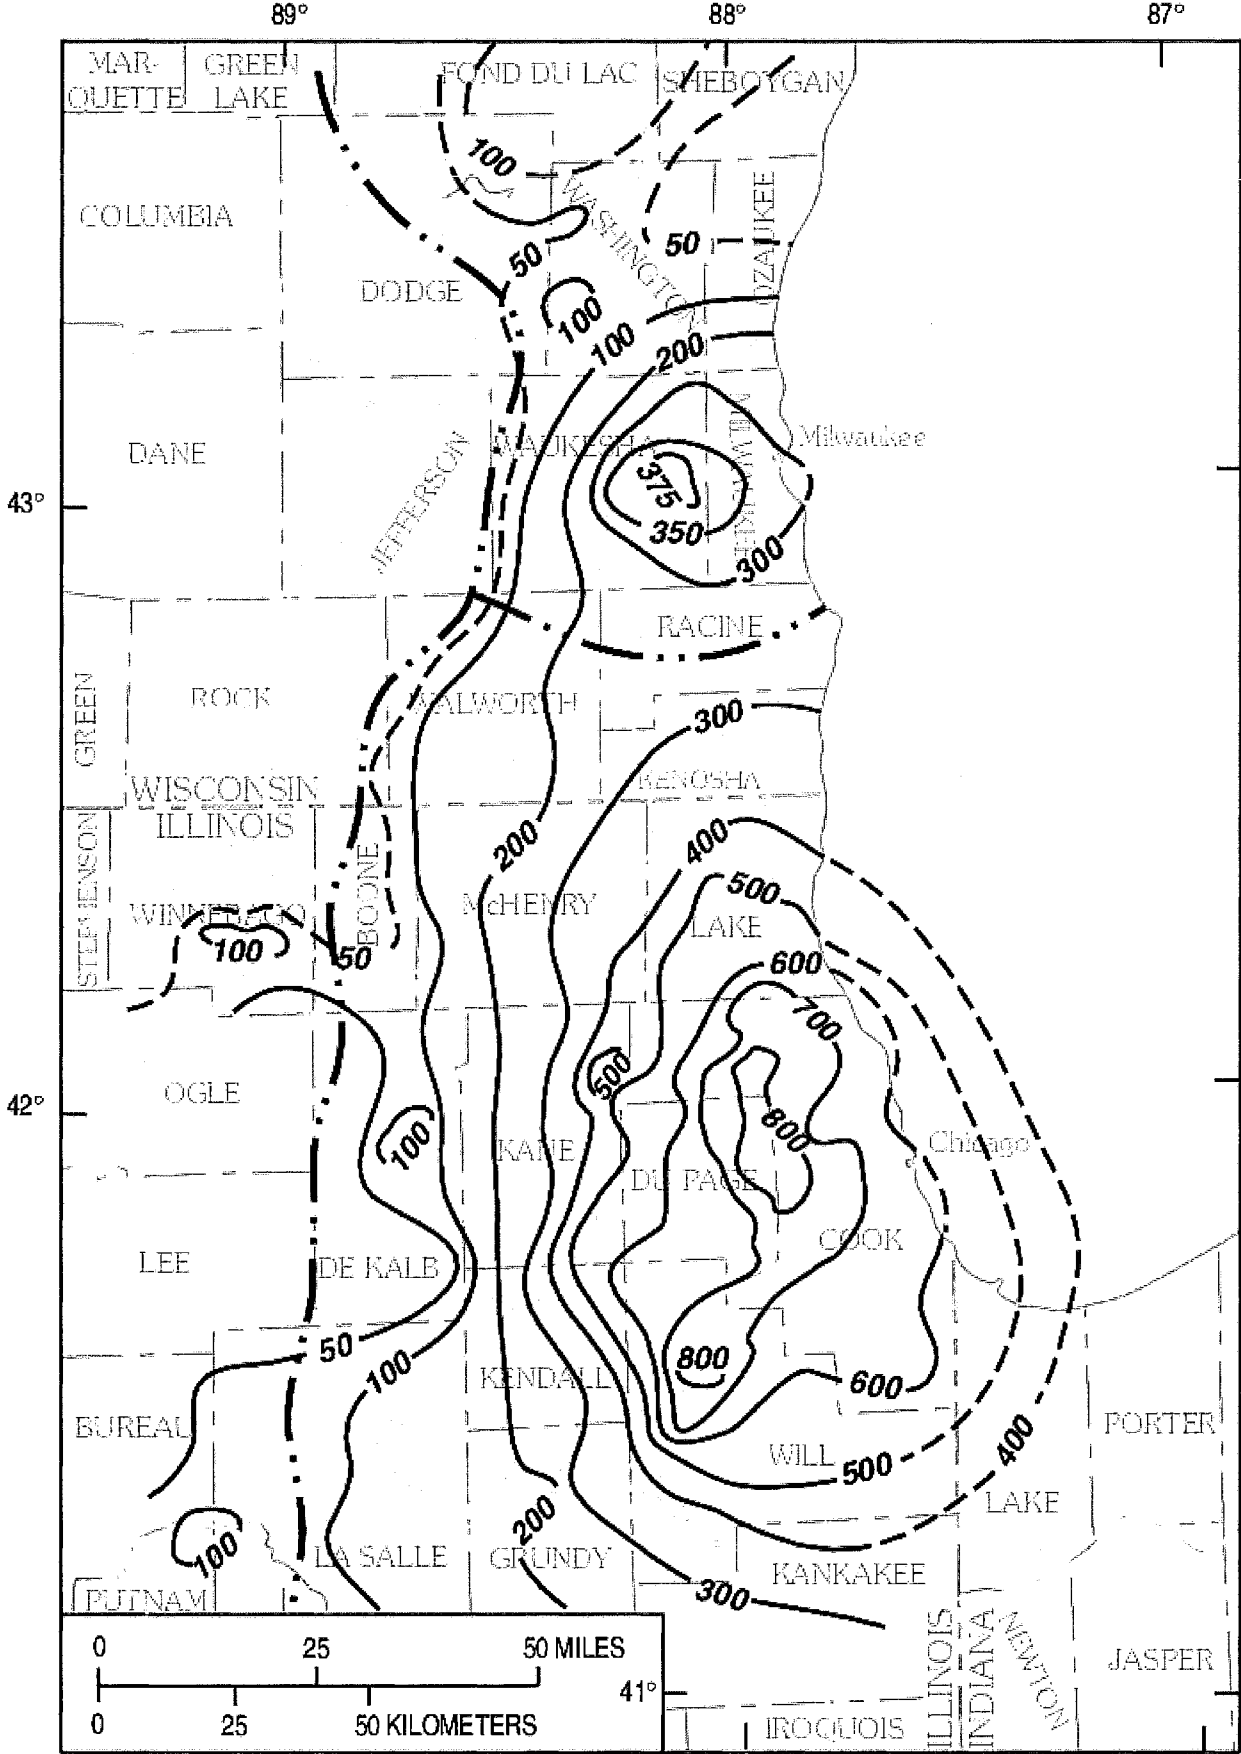 89° 88° 87°
MAR-
QUETTE
GREEN
LAKE
FOND DU LAC
SHEBOYGAN
100
COLUMBIA
WASHINGTON
OZAUKEE
50
50
DODGE
100
100
200
DANE
JEFFERSON
WAUKESHA
MILWAUKEE
Milwaukee
375
43°
350
300
RACINE
GREEN
ROCK
WALWORTH
300
KENOSHA
WISCONSIN
ILLINOIS
STEPHENSON
WINNEBAGO
BOONE
200
400
500
McHENRY
LAKE
100
50
600
700
500
OGLE
42°
100
KANE
800
Chicago
DU PAGE
COOK
LEE
DE KALB
50
100
800
KENDALL
600
BUREAU
WILL
500
400
PORTER
LAKE
200
100
LA SALLE
GRUNDY
KANKAKEE
PUTNAM
300
ILLINOIS
INDIANA
NEWTON
JASPER
0 25 50 MILES
0 25 50 KILOMETERS
41°
IROQUOIS